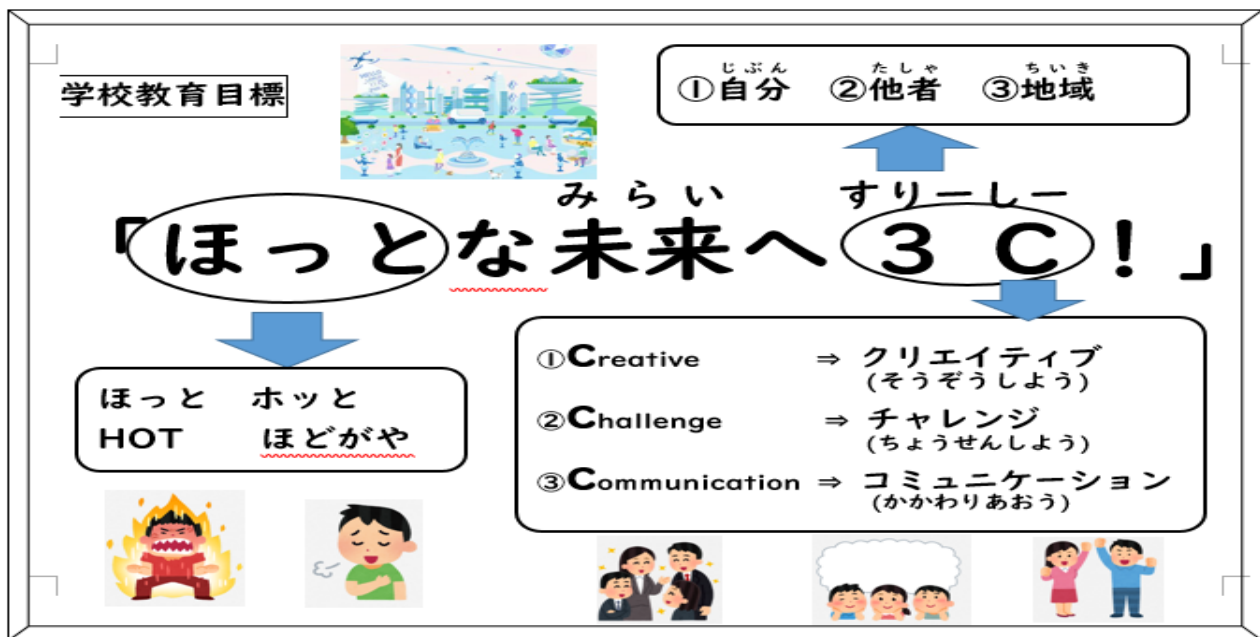 学校教育目標
じぶん たしゃ ちいき
①自分 ②他者 ③地域
みらい すりーしー
「ほっとな未来へ３C！」
ほっと ホッと
HOT ほどがや
①Creative ⇒ クリエイティブ
(そうぞうしよう)
②Challenge ⇒ チャレンジ
(ちょうせんしよう)
③Communication ⇒ コミュニケーション
(かかわりあおう)